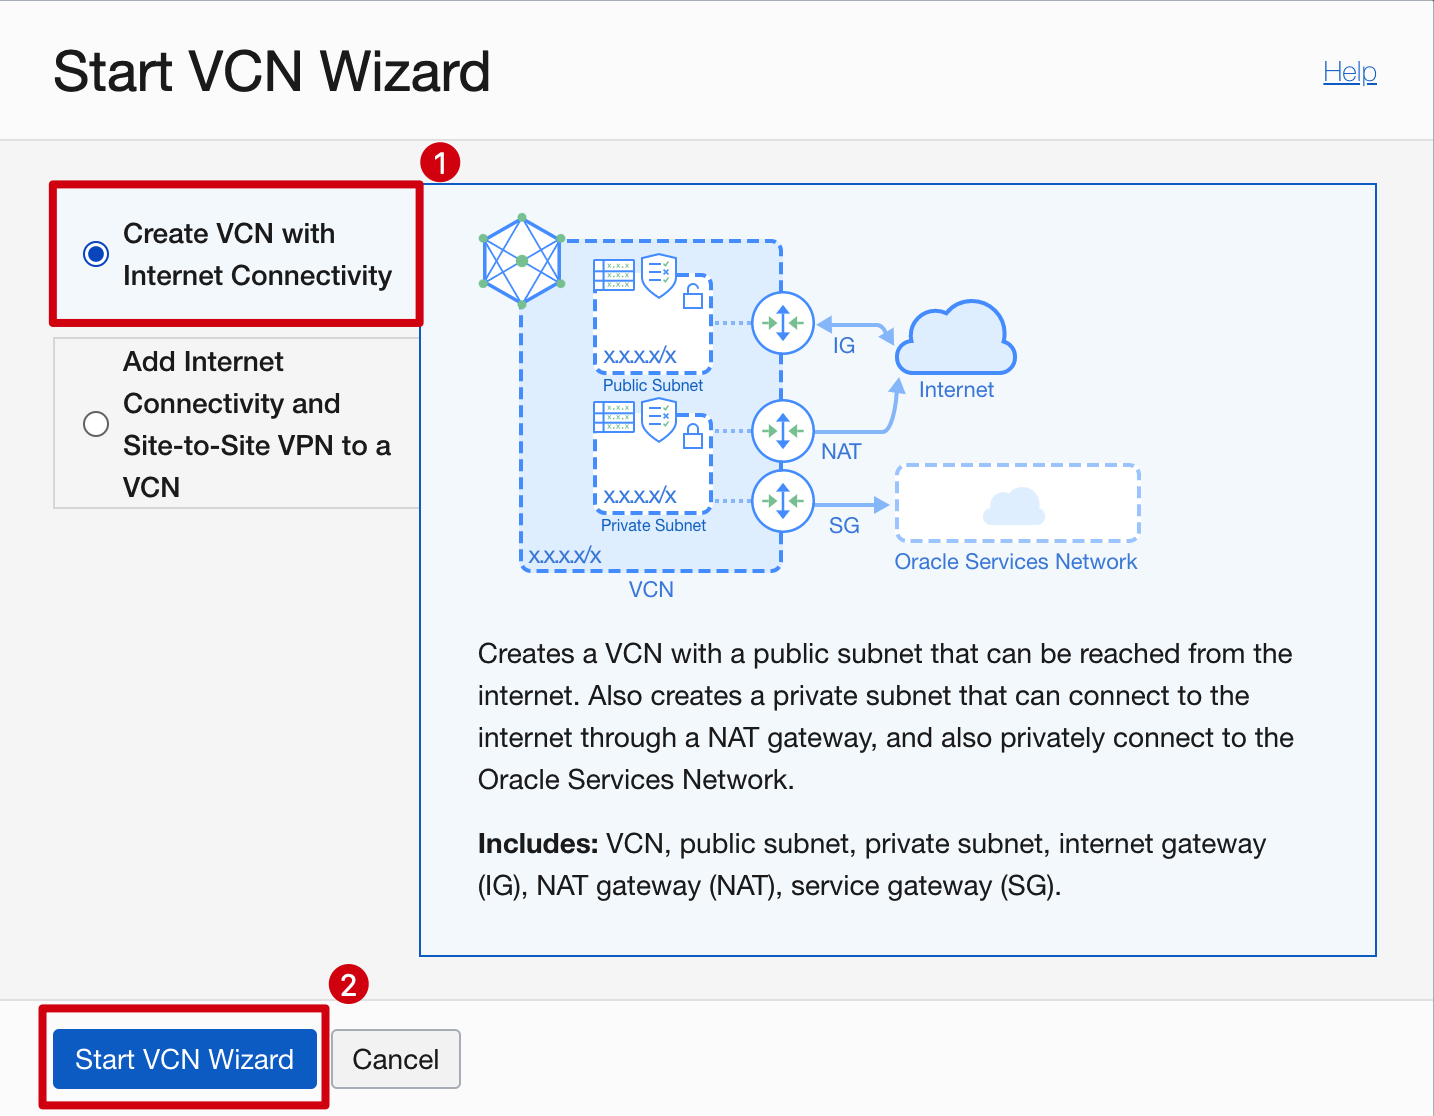 Start VCN Wizard
Help
1
Create VCN with
Internet Connectivity
Add Internet
Connectivity and
Site-to-Site VPN to a
VCN
x.x.x
x.x.x
x.x.x
x.x.x.x/x
Public Subnet
x.x.x
x.x.x
x.x.x
x.x.x.x/x
Private Subnet
x.x.x.x/x
VCN
IG
Internet
NAT
SG
Oracle Services Network
Creates a VCN with a public subnet that can be reached from the
internet. Also creates a private subnet that can connect to the
internet through a NAT gateway, and also privately connect to the
Oracle Services Network.
Includes: VCN, public subnet, private subnet, internet gateway
(IG), NAT gateway (NAT), service gateway (SG).
2
Start VCN Wizard
Cancel